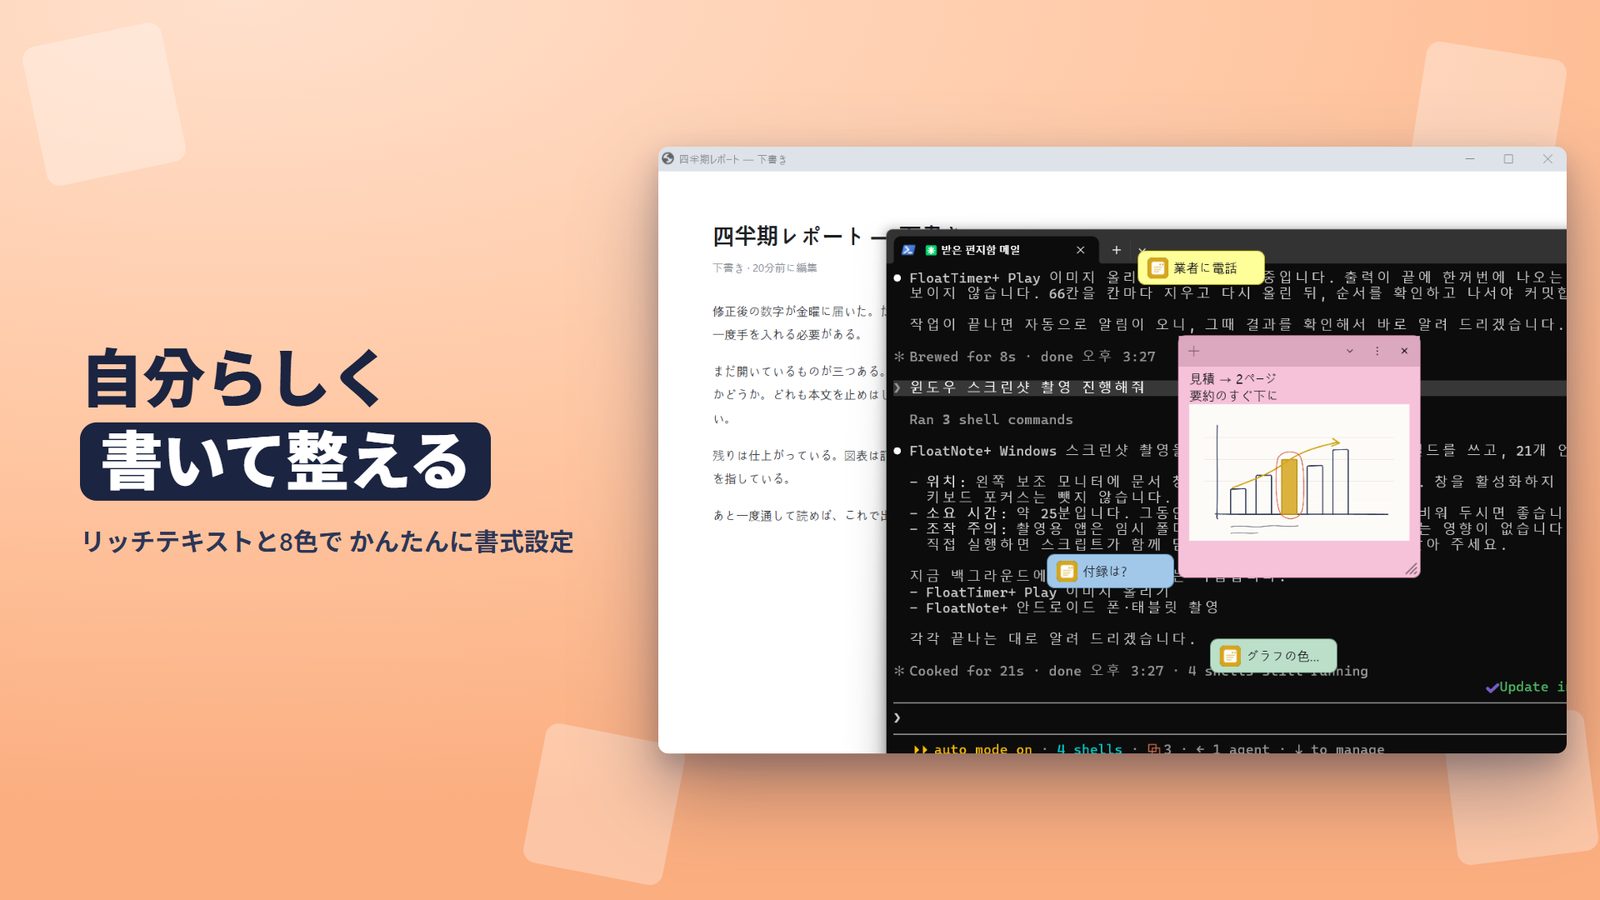 自分らしく
書いて整える
リッチテキストと8色で かんたんに書式設定
四半期レポート — 下書き
四半期レポート —
下書き · 20分前に編集
修正後の数字が金曜に届いた。
一度手を入れる必要がある。
まだ開いているものが三つある。
かどうか。どれも本文を止めは
い。
残りは仕上がっている。図表は
を指している。
あと一度通して読めば、これで
받은 편지함 메일
● FloatTimer+ Play 이미지 올리 중입니다. 출력이 끝에 한꺼번에 나오는
보이지 않습니다. 66칸을 칸마다 지우고 다시 올린 뒤, 순서를 확인하고 나서야 커밋합
작업이 끝나면 자동으로 알림이 오니, 그때 결과를 확인해서 바로 알려 드리겠습니다.
✻ Brewed for 8s · done 오후 3:27
❯ 윈도우 스크린샷 촬영 진행해줘
Ran 3 shell commands
● FloatNote+ Windows 스크린샷 촬영을 드를 쓰고, 21개
- 위치: 왼쪽 보조 모니터에 문서 창을 활성화하지
키보드 포커스는 뺏지 않습니다.
- 소요 시간: 약 25분입니다. 그동안 비워 두시면 좋습니
- 조작 주의: 촬영용 앱은 임시 폴더 는 영향이 없습니다
직접 실행하면 스크립트가 함께 아 주세요.
지금 백그라운드에
- FloatTimer+ Play 이미지 올리기
- FloatNote+ 안드로이드 폰·태블릿 촬영
각각 끝나는 대로 알려 드리겠습니다.
✻ Cooked for 21s · done 오후 3:27 · 4 shells still running
✔Update
❯
⏵⏵ auto mode on · 4 shells · 3 · ← 1 agent · ↓ to manage
業者に電話
見積 → 2ページ
要約のすぐ下に
付録は?
グラフの色...